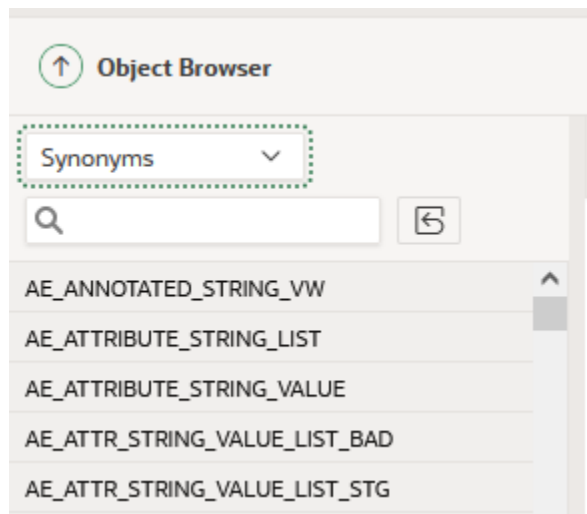 Object Browser
Synonyms
AE_ANNOTATED_STRING_VW
AE_ATTRIBUTE_STRING_LIST
AE_ATTRIBUTE_STRING_VALUE
AE_ATTR_STRING_VALUE_LIST_BAD
AE_ATTR_STRING_VALUE_LIST_STG